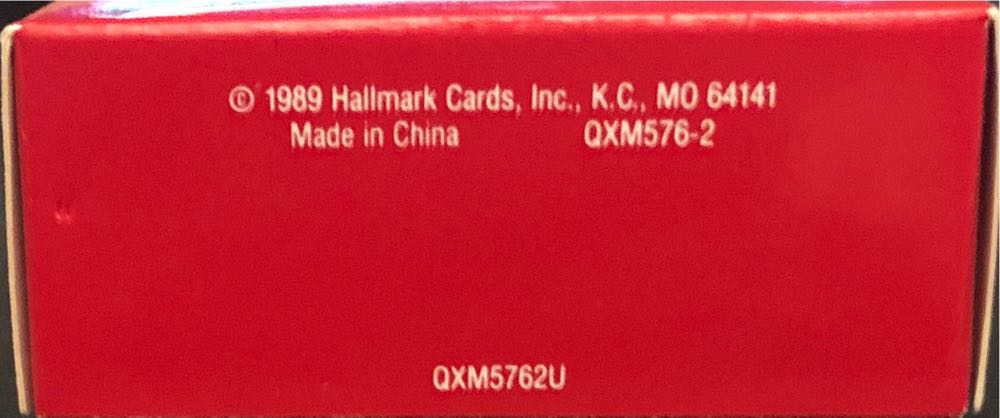 © 1989 Hallmark Cards, Inc., K.C., MO 64141
Made in China QXM576-2
QXM5762U